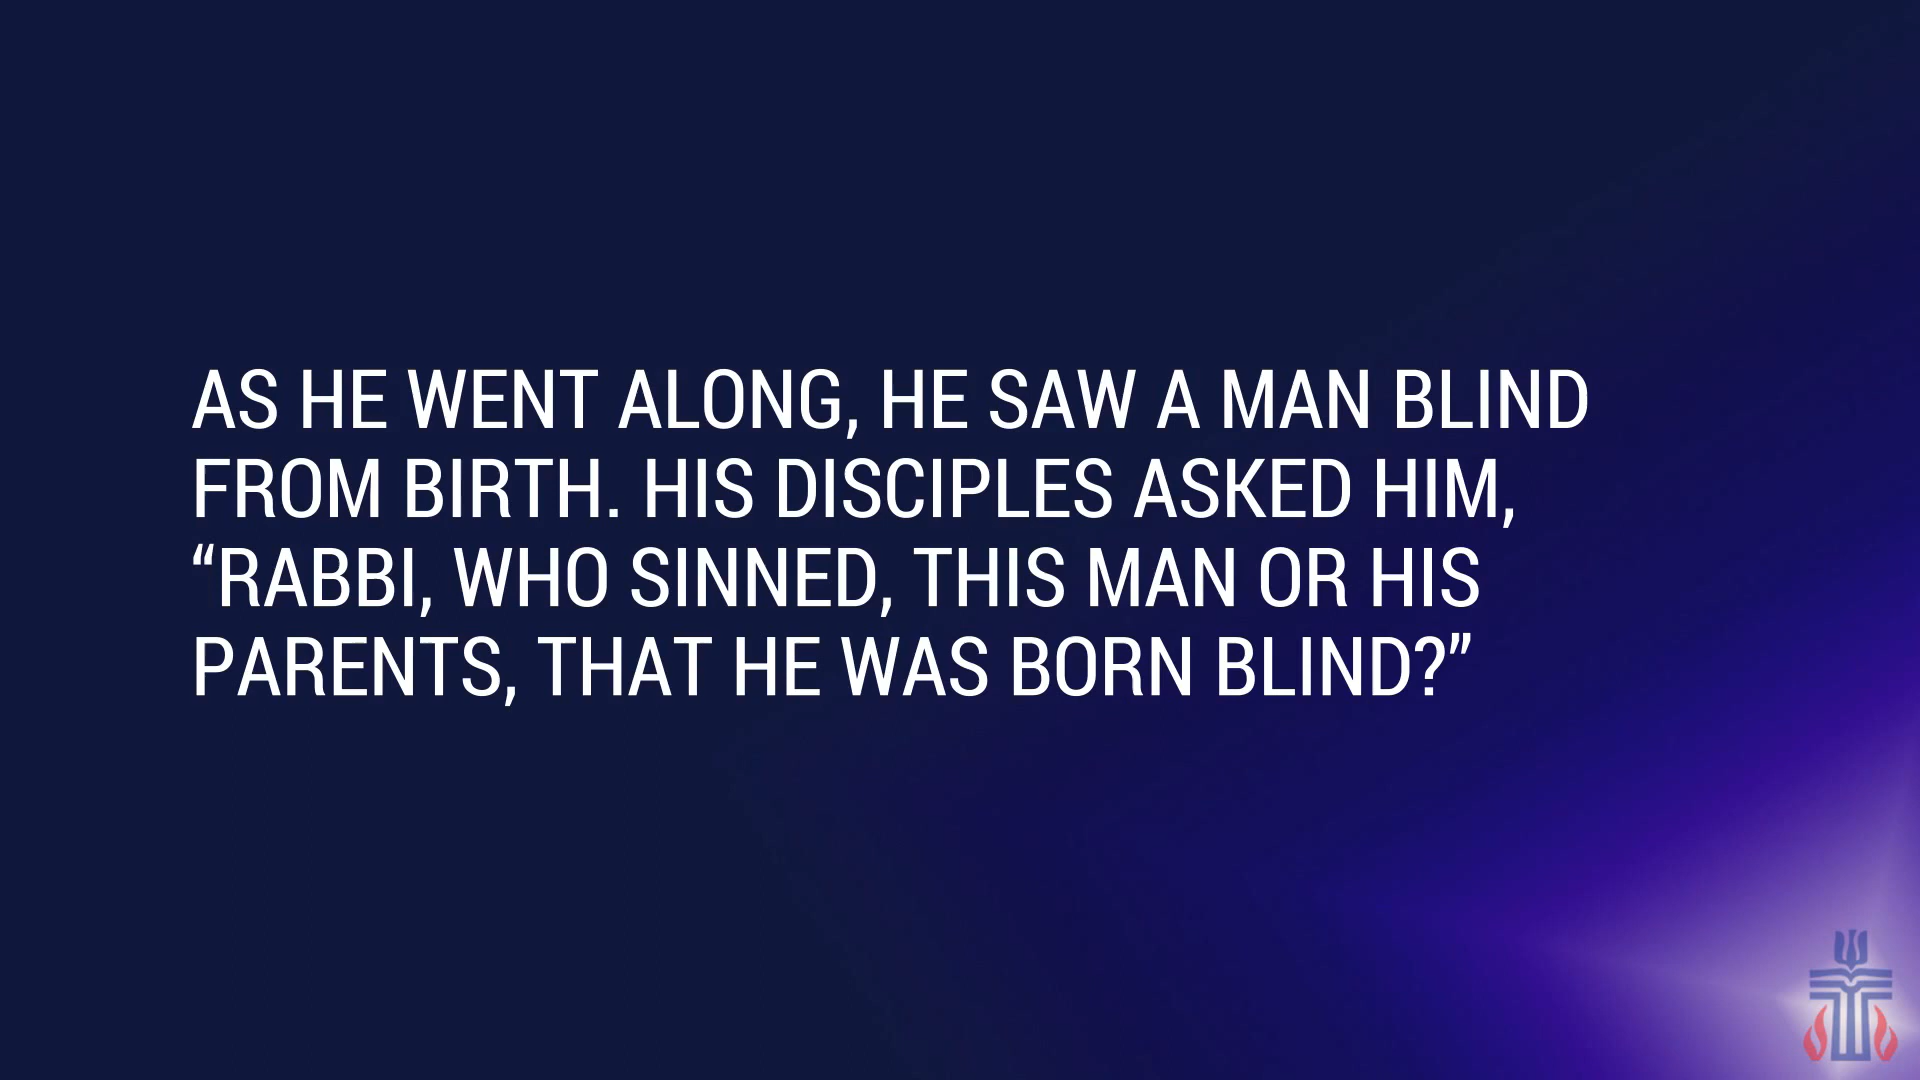 AS HE WENT ALONG, HE SAW A MAN BLIND
FROM BIRTH. HIS DISCIPLES ASKED HIM,
“RABBI, WHO SINNED, THIS MAN OR HIS
PARENTS, THAT HE WAS BORN BLIND?”